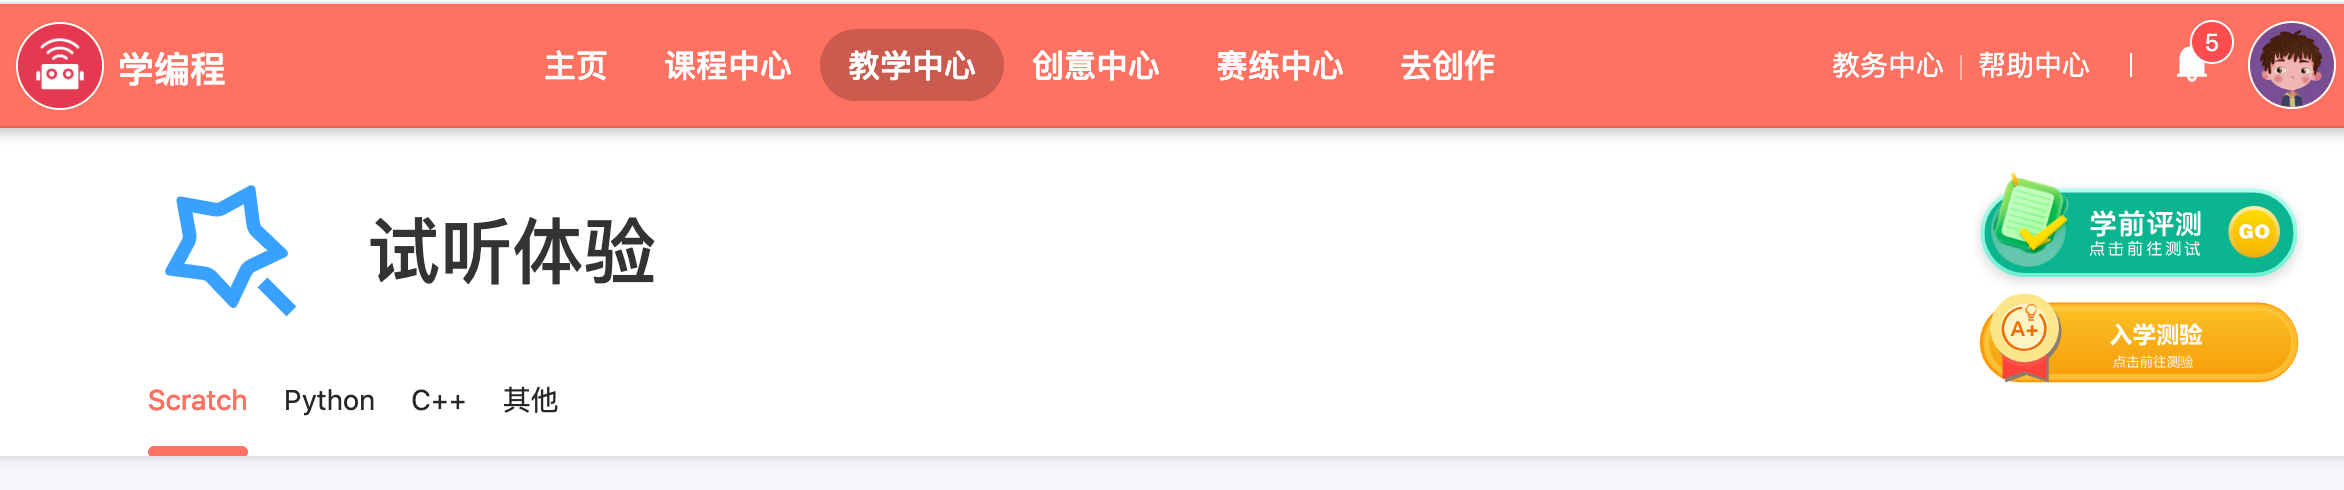 学编程
主页 课程中心 教学中心 创意中心 赛练中心 去创作
教务中心 | 帮助中心 |
5
试听体验
学前评测
点击前往测试
GO
A+
入学测验
点击前往测验
Scratch Python C++ 其他